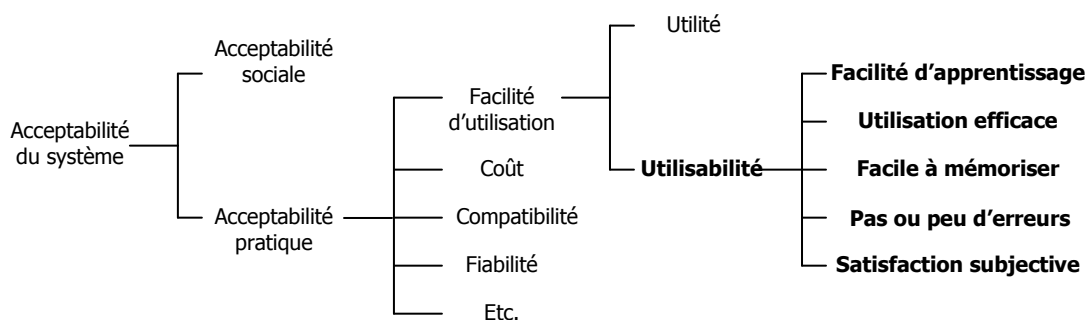 Acceptabilité
du système
Acceptabilité
sociale
Acceptabilité
pratique
Facilité
d'utilisation
Coût
Compatibilité
Fiabilité
Etc.
Utilité
Utilisabilité
Facilité d'apprentissage
Utilisation efficace
Facile à mémoriser
Pas ou peu d'erreurs
Satisfaction subjective